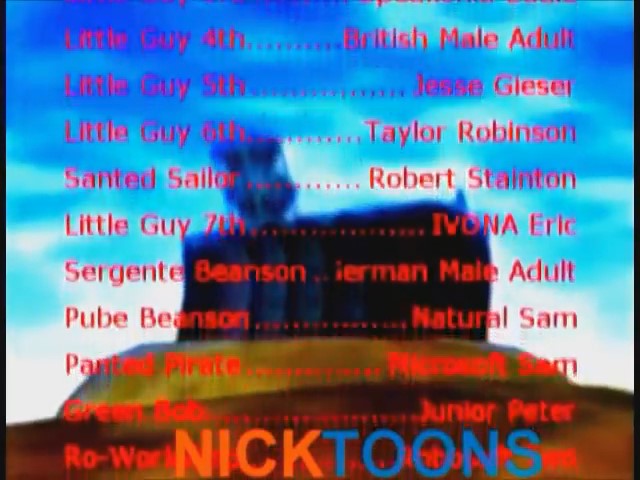 Little Guy 4th..........British Male Adult
Little Guy 5th................Jesse Gieser
Little Guy 6th............Taylor Robinson
Santed Sailor............ Robert Stainton
Little Guy 7th.................. IVONA Eric
Sergente Beanson ..ierman Male Adult
Pube Beanson................Natural Sam
Panted Pirate...............Microsoft Sam
Green Bob......................Junior Peter
NICKTOONS